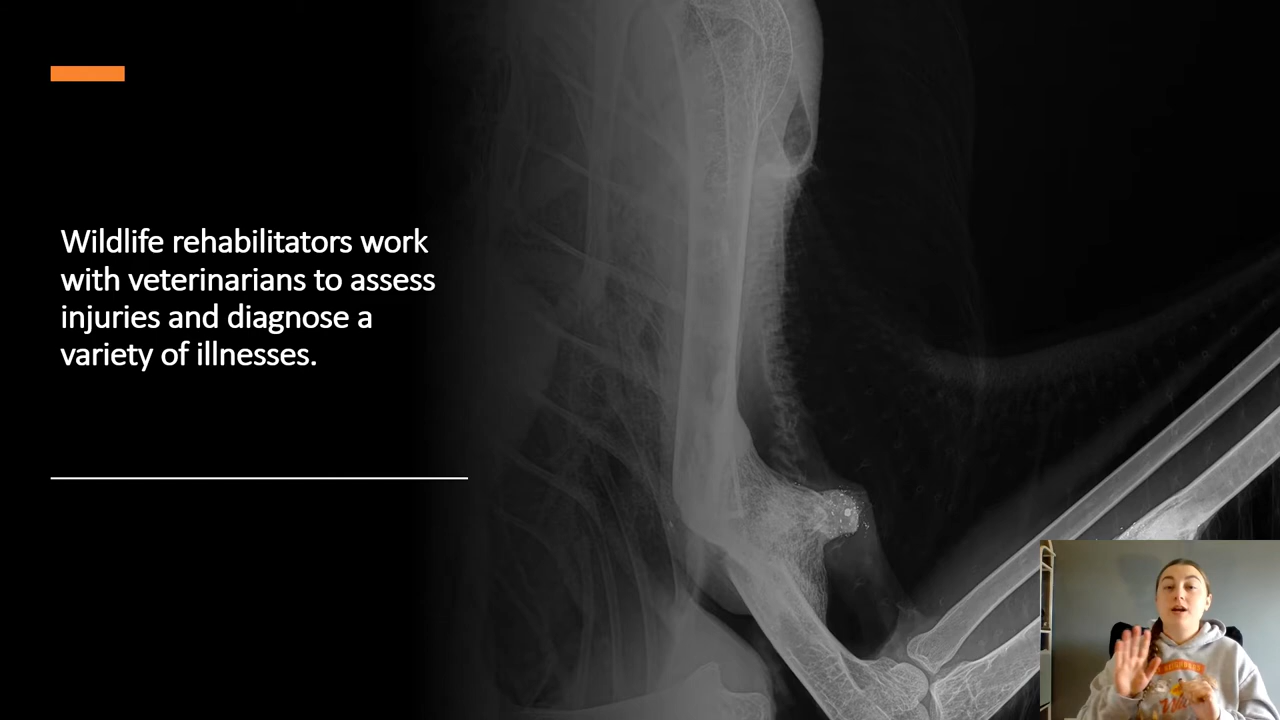 Wildlife rehabilitators work
with veterinarians to assess
injuries and diagnose a
variety of illnesses.